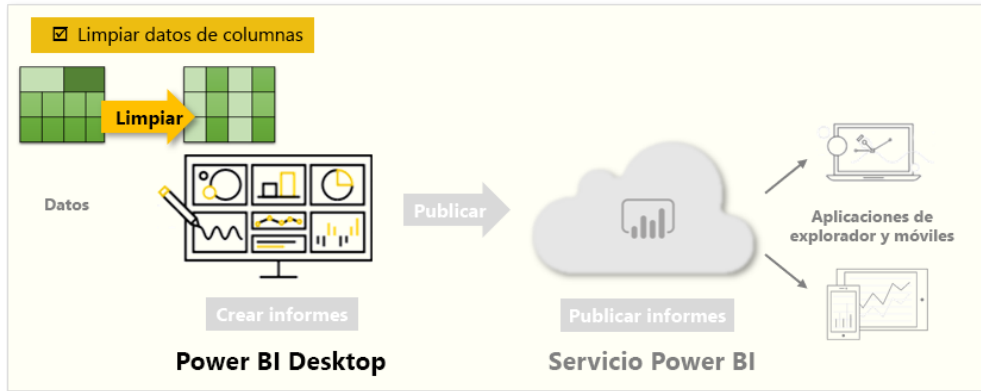 ☑ Limpiar datos de columnas
Limpiar
Datos
Publicar
Aplicaciones de
explorador y móviles
Crear informes
Publicar informes
Power BI Desktop
Servicio Power BI